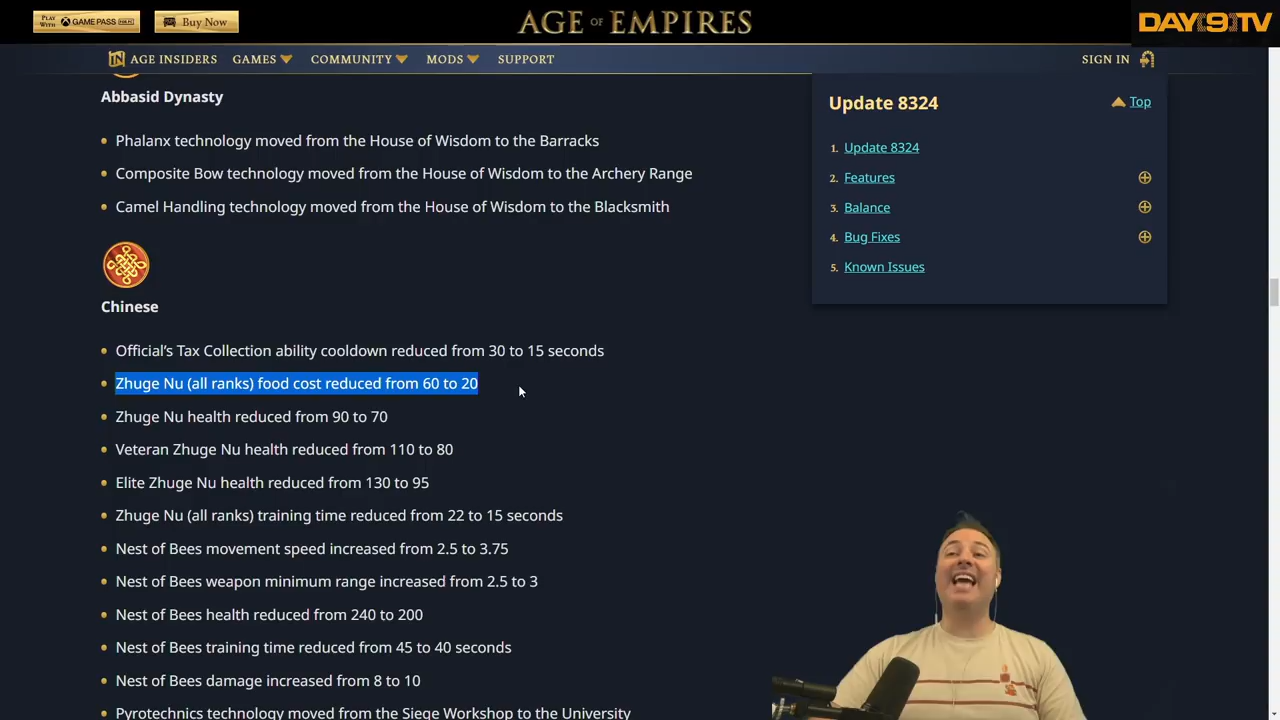 PLAY WITH GAME PASS
Buy Now
AGE OF EMPIRES
DAY[9]TV
IN AGE INSIDERS
GAMES
COMMUNITY
MODS
SUPPORT
SIGN IN
Abbasid Dynasty
Phalanx technology moved from the House of Wisdom to the Barracks
Composite Bow technology moved from the House of Wisdom to the Archery Range
Camel Handling technology moved from the House of Wisdom to the Blacksmith
Chinese
Official's Tax Collection ability cooldown reduced from 30 to 15 seconds
Zhuge Nu (all ranks) food cost reduced from 60 to 20
Zhuge Nu health reduced from 90 to 70
Veteran Zhuge Nu health reduced from 110 to 80
Elite Zhuge Nu health reduced from 130 to 95
Zhuge Nu (all ranks) training time reduced from 22 to 15 seconds
Nest of Bees movement speed increased from 2.5 to 3.75
Nest of Bees weapon minimum range increased from 2.5 to 3
Nest of Bees health reduced from 240 to 200
Nest of Bees training time reduced from 45 to 40 seconds
Nest of Bees damage increased from 8 to 10
Pyrotechnics technology moved from the Siege Workshop to the University
Update 8324
Top
1. Update 8324
2. Features
3. Balance
4. Bug Fixes
5. Known Issues